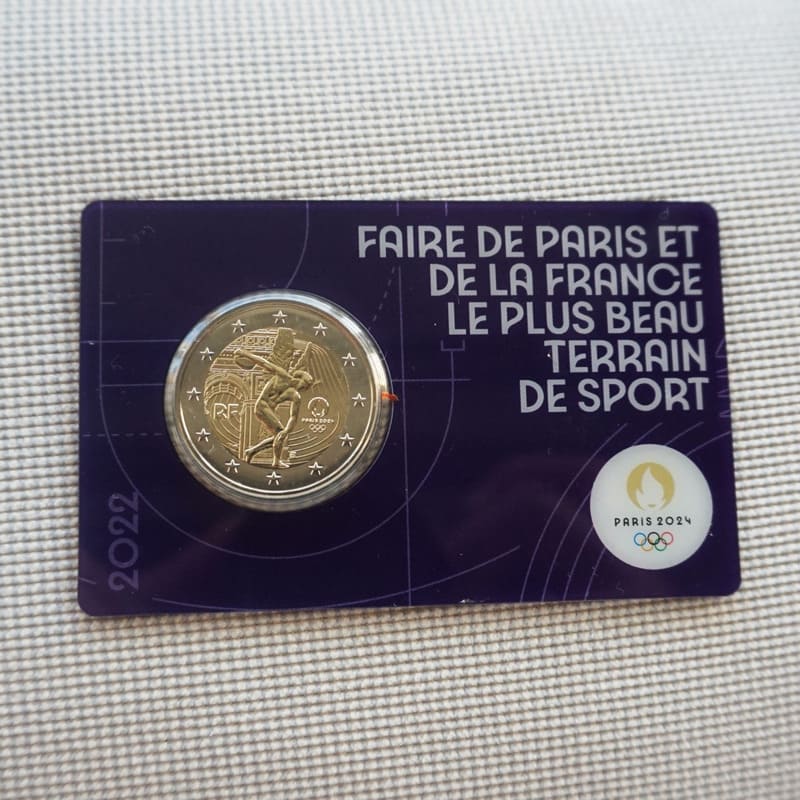 FAIRE DE PARIS ET
DE LA FRANCE
LE PLUS BEAU
TERRAIN
DE SPORT
RF
PARIS 2024
PARIS 2024
2022